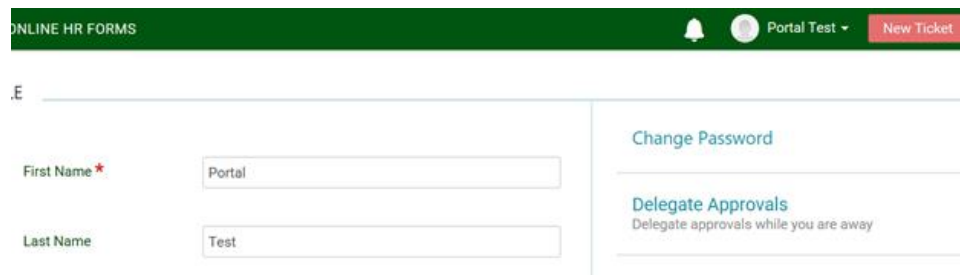 ONLINE HR FORMS
Portal Test
New Ticket
LE
First Name *
Portal
Last Name
Test
Change Password
Delegate Approvals
Delegate approvals while you are away